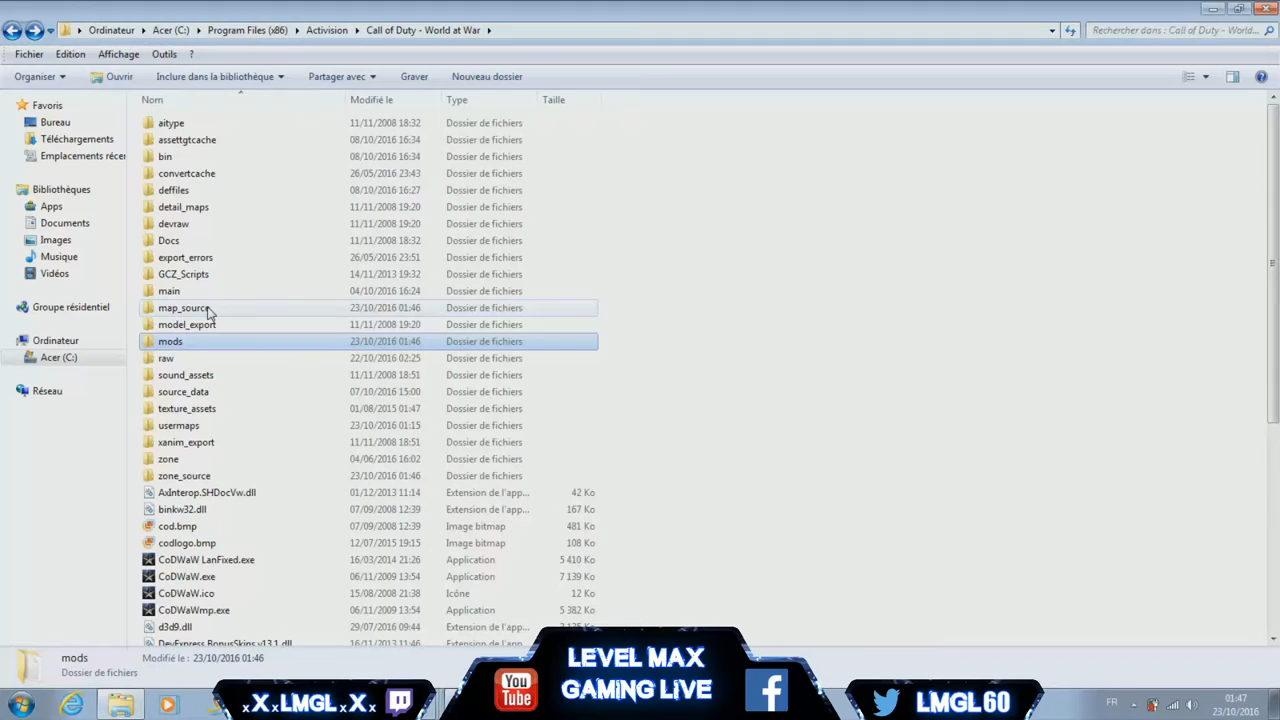 Ordinateur Acer (C:) Program Files (x86) Activision Call of Duty - World at War
Rechercher dans : Call of Duty - World...
Fichier Edition Affichage Outils ?
Organiser Ouvrir Inclure dans la bibliothèque Partager avec Graver Nouveau dossier
Favoris
Bureau
Téléchargements
Emplacements récen
Bibliothèques
Apps
Documents
Images
Musique
Vidéos
Groupe résidentiel
Ordinateur
Acer (C:)
Réseau
Nom Modifié le Type Taille
aitype 11/11/2008 18:32 Dossier de fichiers
assettgtcache 08/10/2016 16:34 Dossier de fichiers
bin 08/10/2016 16:34 Dossier de fichiers
convertcache 26/05/2016 23:43 Dossier de fichiers
deffiles 08/10/2016 16:27 Dossier de fichiers
detail_maps 11/11/2008 19:20 Dossier de fichiers
devraw 11/11/2008 19:20 Dossier de fichiers
Docs 11/11/2008 18:32 Dossier de fichiers
export_errors 26/05/2016 23:51 Dossier de fichiers
GCZ_Scripts 14/11/2013 19:32 Dossier de fichiers
main 04/10/2016 16:24 Dossier de fichiers
map_source 23/10/2016 01:46 Dossier de fichiers
model_export 11/11/2008 19:20 Dossier de fichiers
mods 23/10/2016 01:46 Dossier de fichiers
raw 22/10/2016 02:25 Dossier de fichiers
sound_assets 11/11/2008 18:51 Dossier de fichiers
source_data 07/10/2016 15:00 Dossier de fichiers
texture_assets 01/08/2015 01:47 Dossier de fichiers
usermaps 23/10/2016 01:15 Dossier de fichiers
xanim_export 11/11/2008 18:51 Dossier de fichiers
zone 04/06/2016 16:02 Dossier de fichiers
zone_source 23/10/2016 01:46 Dossier de fichiers
AxInterop.SHDocVw.dll 01/12/2013 11:14 Extension de l'app... 42 Ko
binkw32.dll 07/09/2008 12:39 Extension de l'app... 167 Ko
cod.bmp 07/09/2008 12:39 Image bitmap 481 Ko
codlogo.bmp 12/07/2015 19:15 Image bitmap 108 Ko
CoDWaW LanFixed.exe 16/03/2014 21:26 Application 5 410 Ko
CoDWaW.exe 06/11/2009 13:54 Application 7 139 Ko
CoDWaW.ico 15/08/2008 21:38 Icône 12 Ko
CoDWaWmp.exe 06/11/2009 13:54 Application 5 382 Ko
d3d9.dll 29/07/2016 09:44 Extension de l'app...
DevExpress.BonusSkins.v13.1.dll 16/11/2013 11:43 Extension de l'app...
mods Modifié le : 23/10/2016 01:46
Dossier de fichiers
LEVEL MAX
GAMING LIVE
You
Tube
f
X×LMGL×X×
LMGL60
FR
01:47
23/10/2016